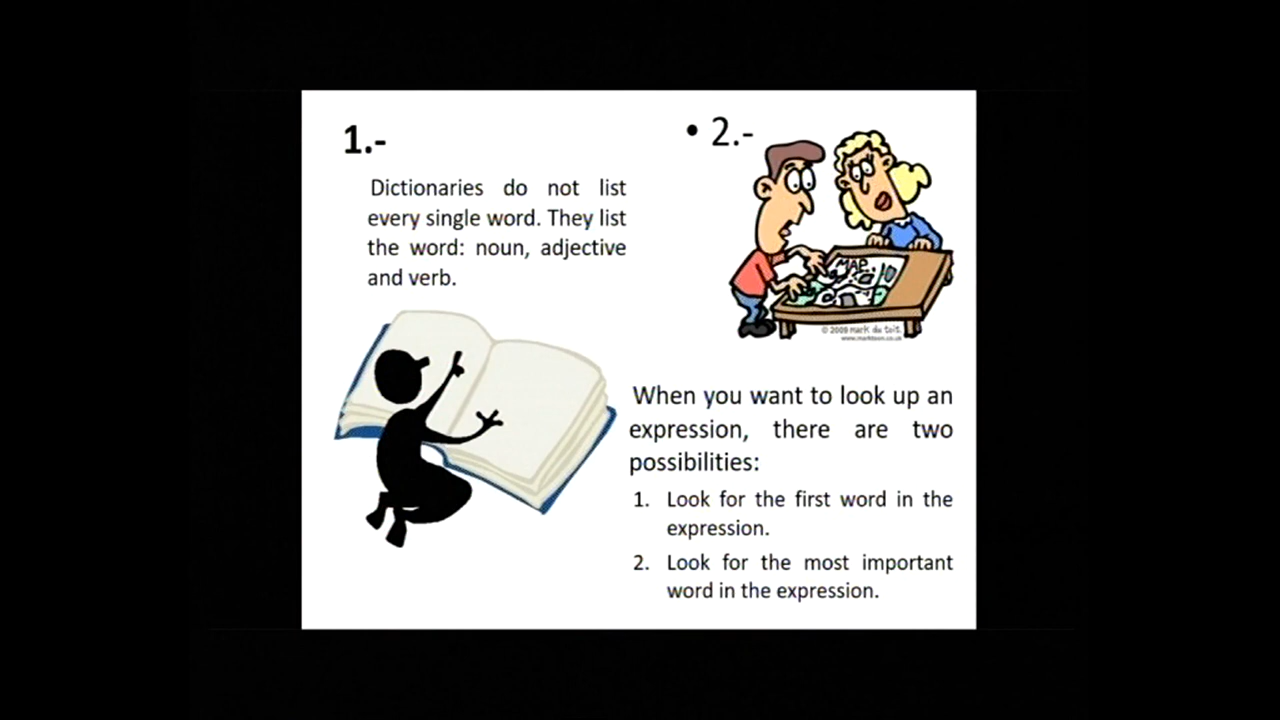 1.-
Dictionaries do not list
every single word. They list
the word: noun, adjective
and verb.
• 2.-
MAP
© 2009 mark du toit.
When you want to look up an
expression, there are two
possibilities:
1. Look for the first word in the
expression.
2. Look for the most important
word in the expression.